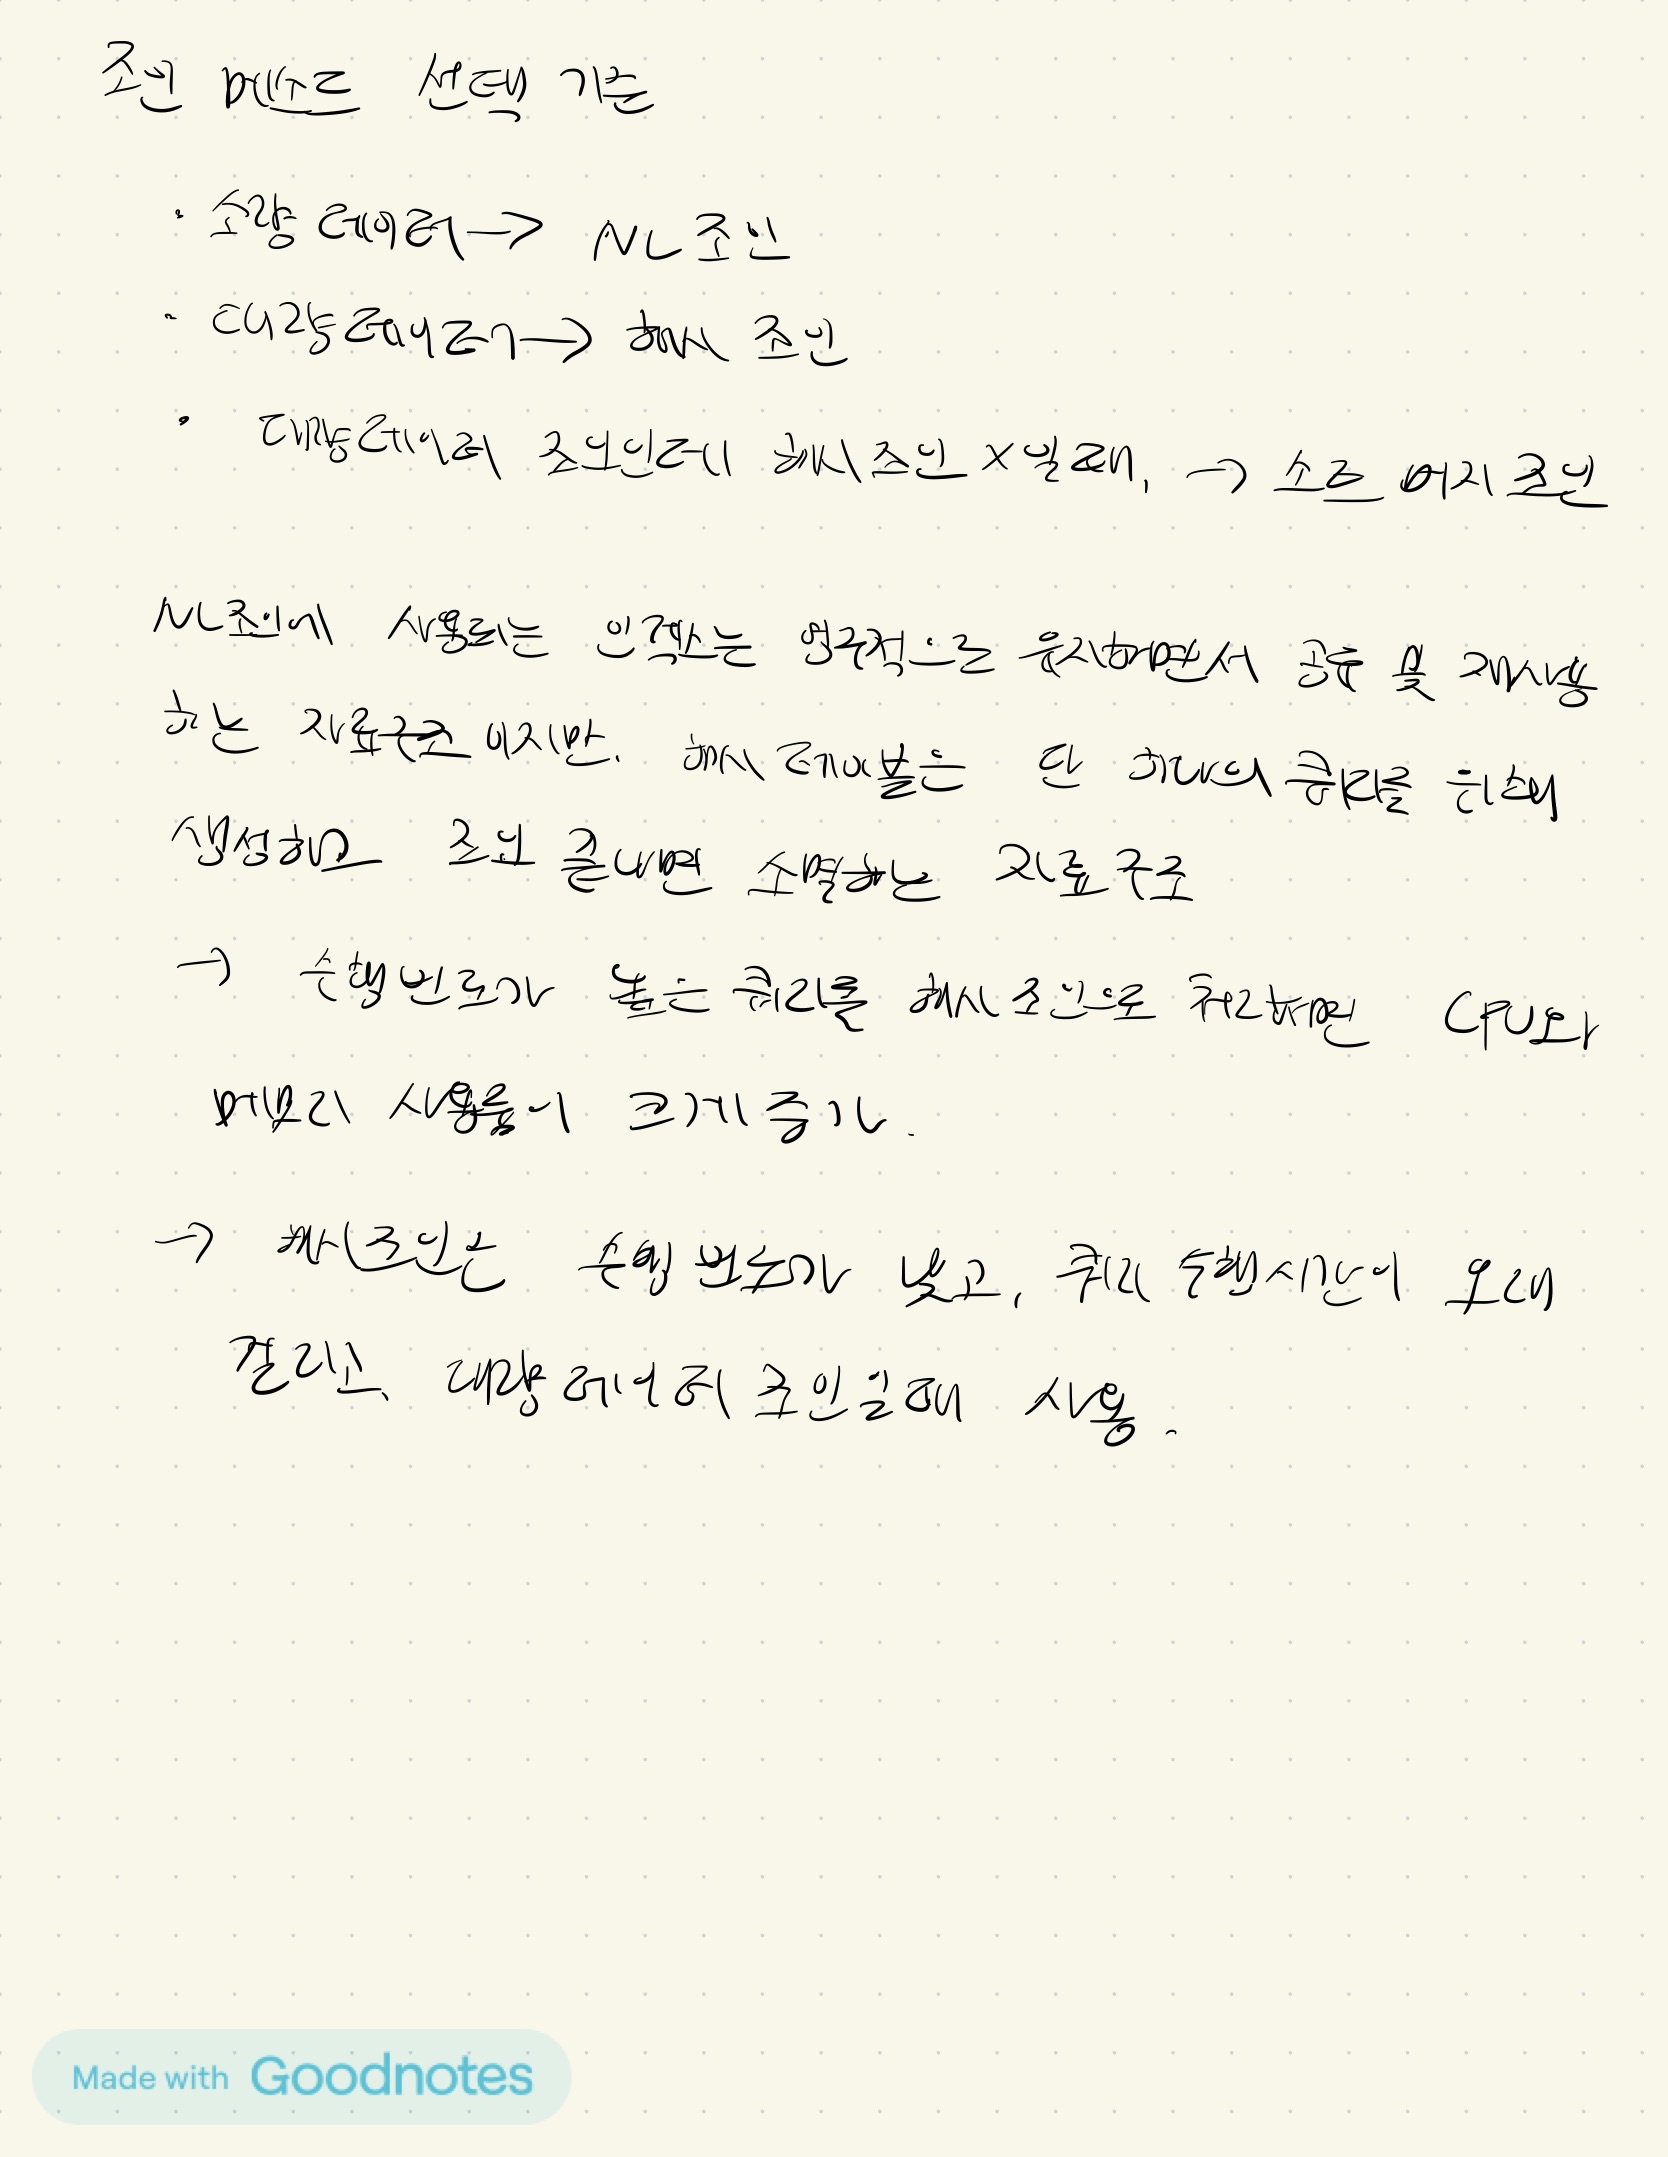 조인 메소드 선택 기준
· 소량 데이터 → NL 조인
· 대량 데이터 → 해시 조인
· 대량 데이터 조인인데 해시 조인 X 일 때, → 소트 머지 조인
NL조인에 사용되는 인덱스는 영구적으로 유지하면서 공유 및 재사용
하는 자료구조 이지만, 해시 테이블은 단 하나의 쿼리를 위해
생성하고 조인 끝나면 소멸하는 자료구조
→ 수행빈도가 높은 쿼리를 해시 조인으로 처리하면 CPU와
메모리 사용률이 크게 증가.
→ 해시조인은 수행 빈도가 낮고, 쿼리 수행시간이 오래
걸리고, 대량 데이터 조인일때 사용.
Made with Goodnotes